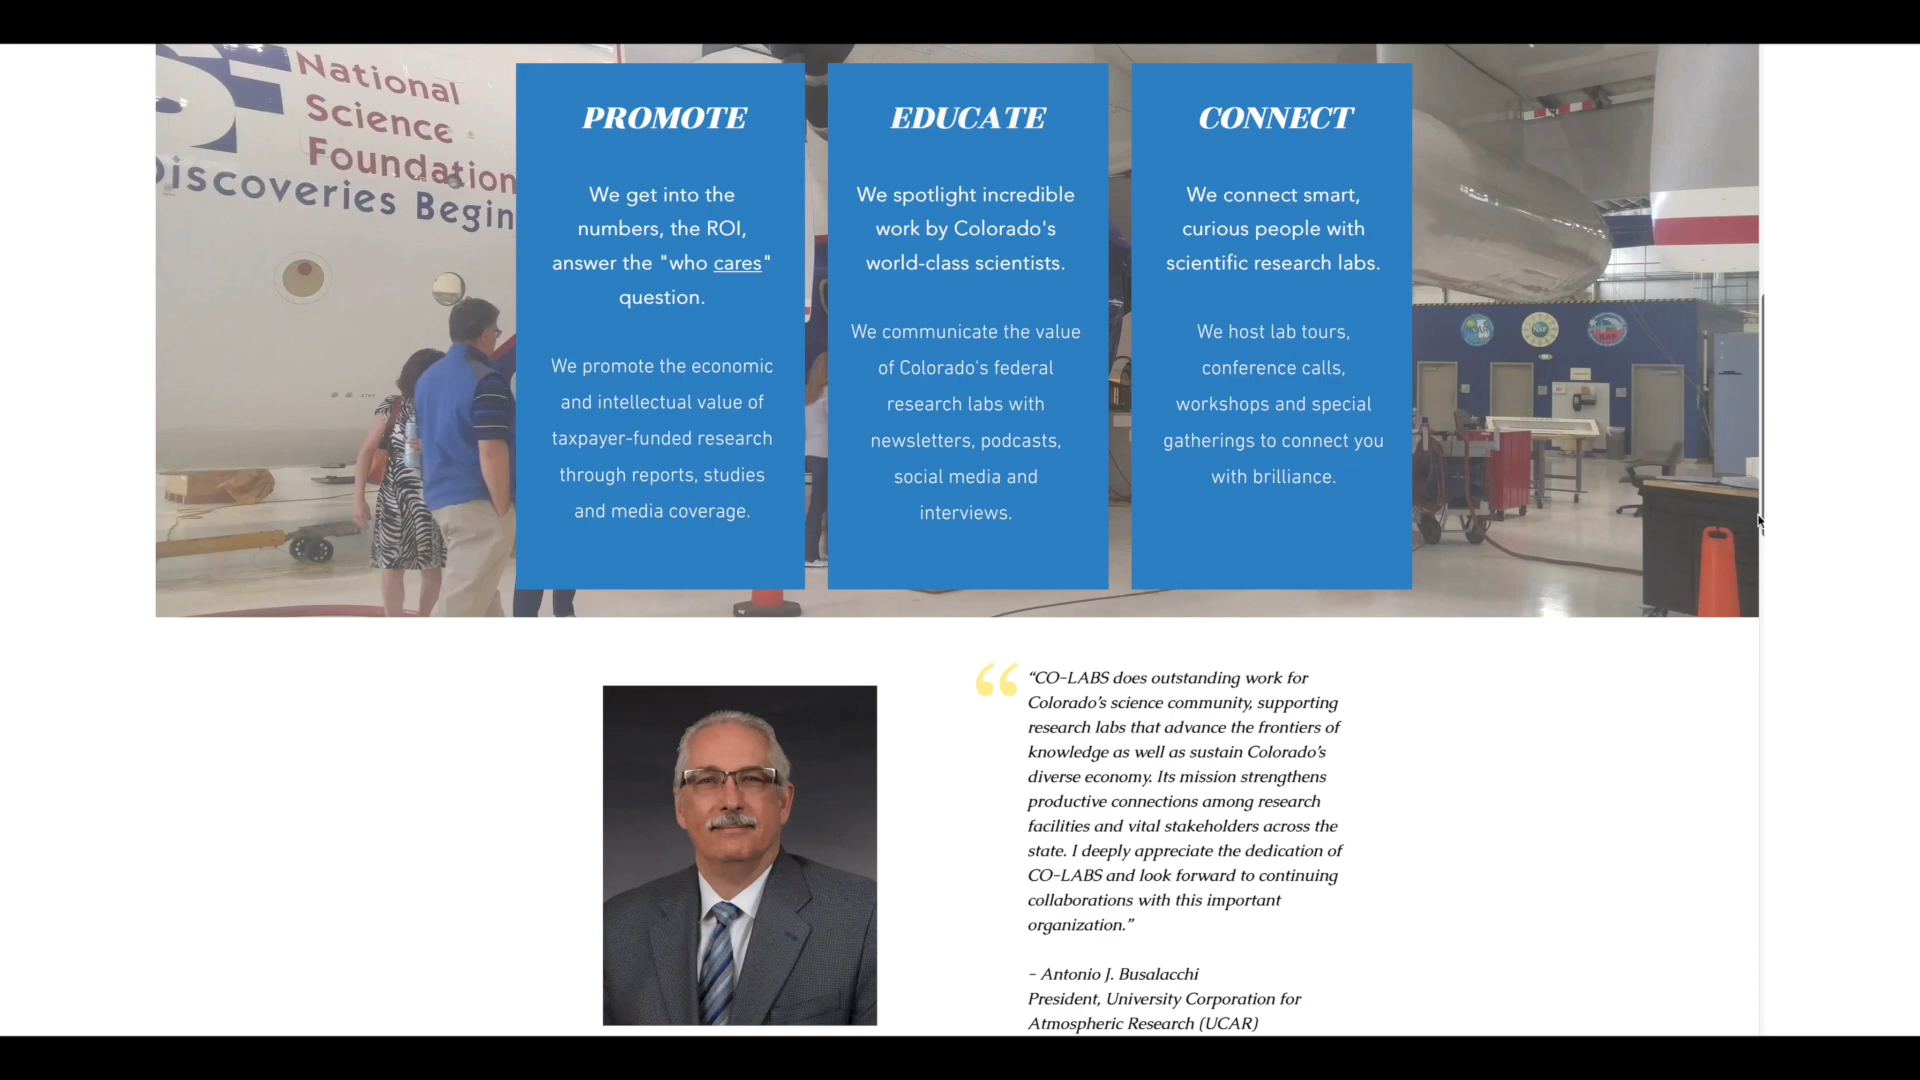 National
Science
Foundation
Discoveries Begin
PROMOTE
We get into the
numbers, the ROI,
answer the "who cares"
question.
We promote the economic
and intellectual value of
taxpayer-funded research
through reports, studies
and media coverage.
EDUCATE
We spotlight incredible
work by Colorado's
world-class scientists.
We communicate the value
of Colorado's federal
research labs with
newsletters, podcasts,
social media and
interviews.
CONNECT
We connect smart,
curious people with
scientific research labs.
We host lab tours,
conference calls,
workshops and special
gatherings to connect you
with brilliance.
NSF
RAF
“CO-LABS does outstanding work for
Colorado’s science community, supporting
research labs that advance the frontiers of
knowledge as well as sustain Colorado’s
diverse economy. Its mission strengthens
productive connections among research
facilities and vital stakeholders across the
state. I deeply appreciate the dedication of
CO-LABS and look forward to continuing
collaborations with this important
organization.”
- Antonio J. Busalacchi
President, University Corporation for
Atmospheric Research (UCAR)